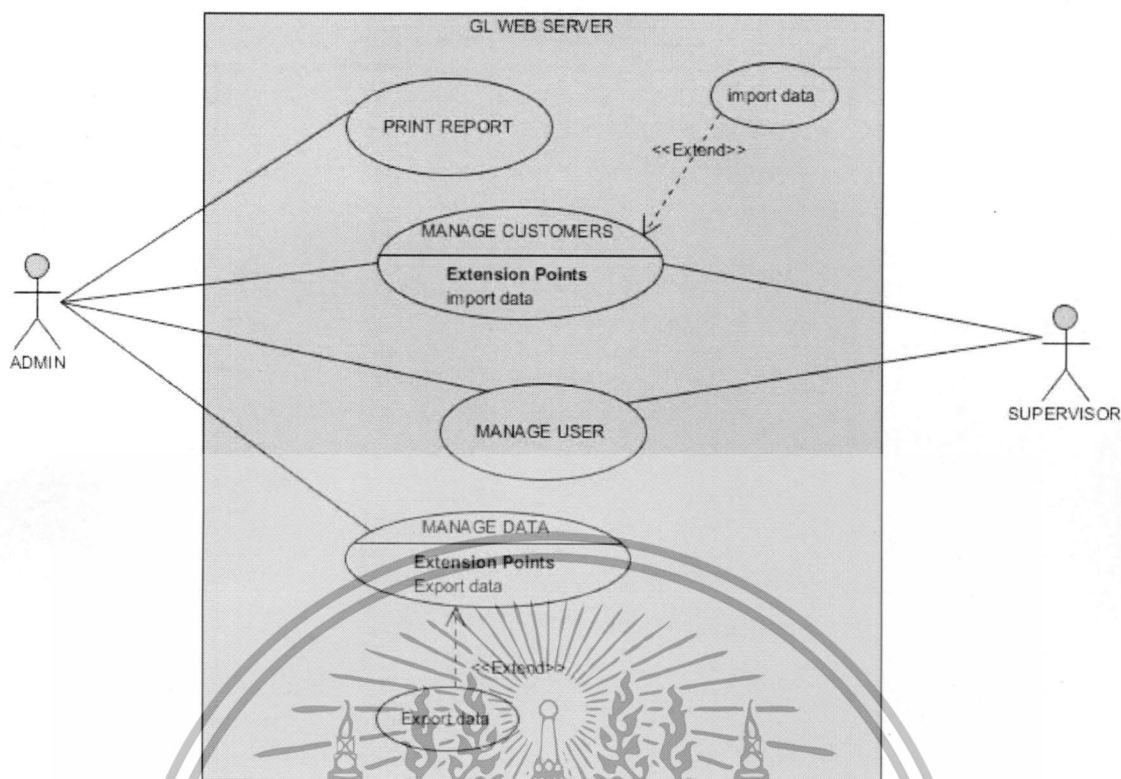 GL WEB SERVER
import data
PRINT REPORT
<<Extend>>
MANAGE CUSTOMERS
Extension Points
import data
ADMIN
SUPERVISOR
MANAGE USER
MANAGE DATA
Extension Points
Export data
<<Extend>>
Export data